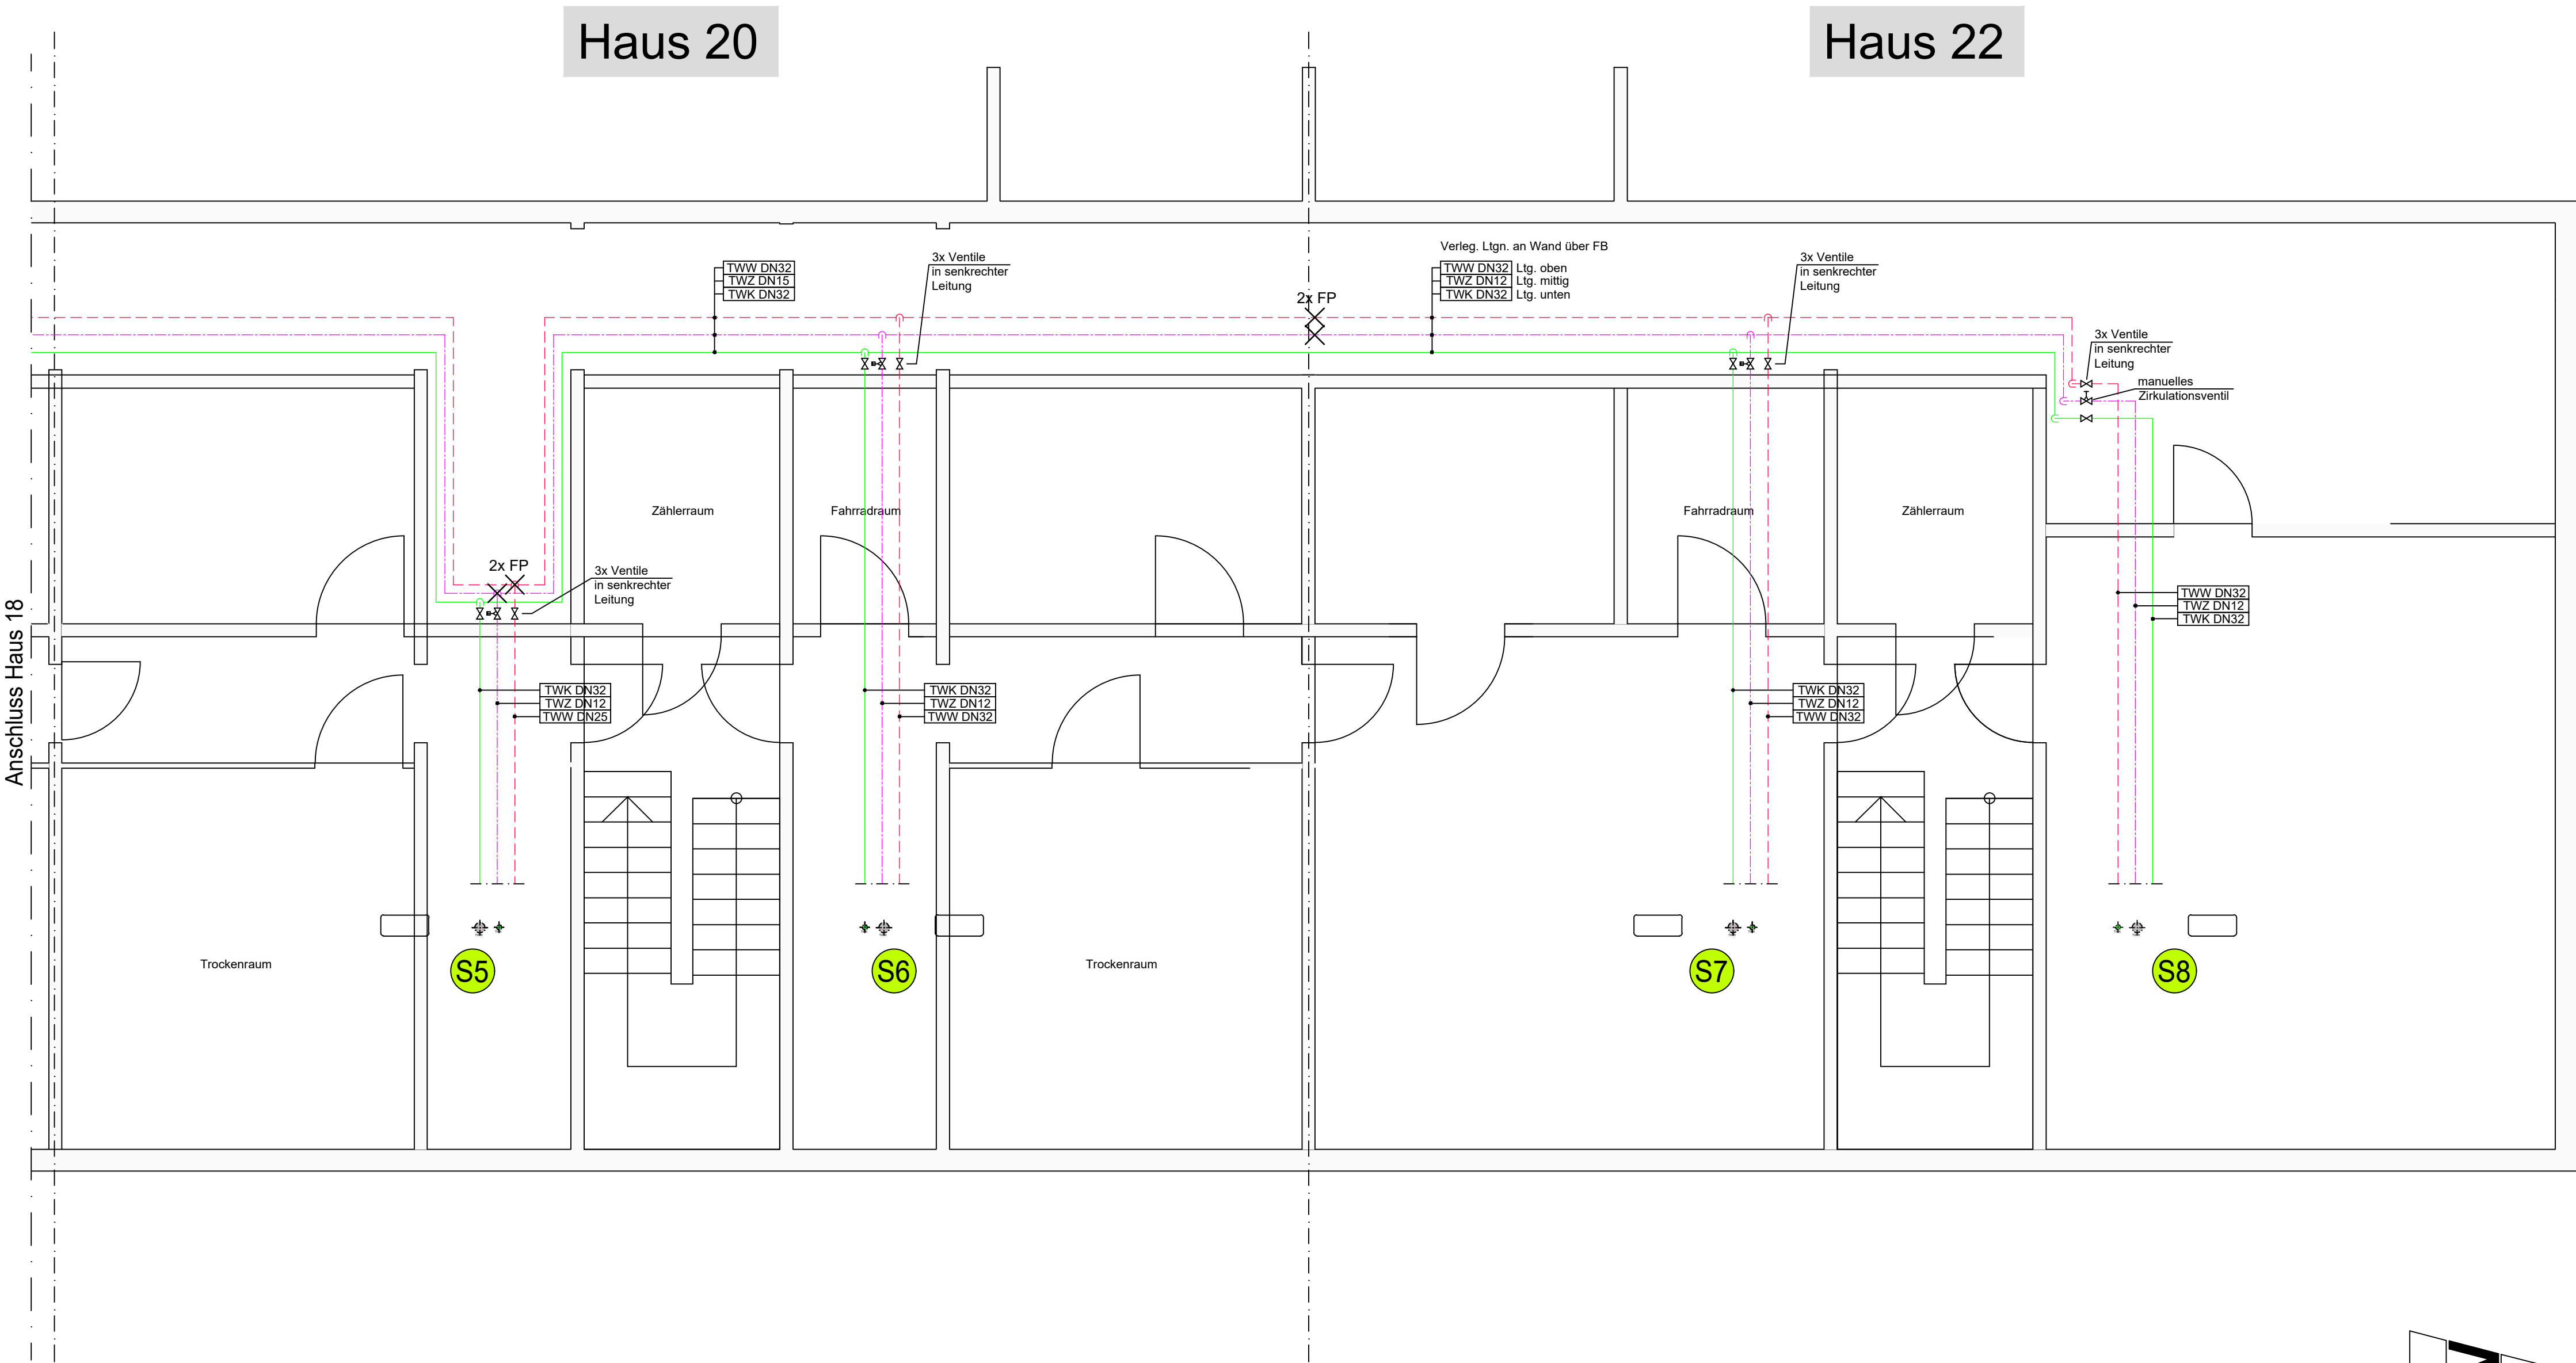 Haus 20
Haus 22
Verleg. Ltgn. an Wand über FB
3x Ventile
in senkrechter
Leitung
3x Ventile
in senkrechter
Leitung
TWW DN32
TWZ DN15
TWK DN32
TWW DN32 Ltg. oben
TWZ DN12 Ltg. mittig
TWK DN32 Ltg. unten
2x FP
3x Ventile
in senkrechter
Leitung
manuelles
Zirkulationsventil
Zählerraum
Fahrradraum
Fahrradraum
Zählerraum
2x FP
3x Ventile
in senkrechter
Leitung
TWW DN32
TWZ DN12
TWK DN32
Anschluss Haus 18
TWK DN32
TWZ DN12
TWW DN25
TWK DN32
TWZ DN12
TWW DN32
TWK DN32
TWZ DN12
TWW DN32
Trockenraum
S5
S6
Trockenraum
S7
S8